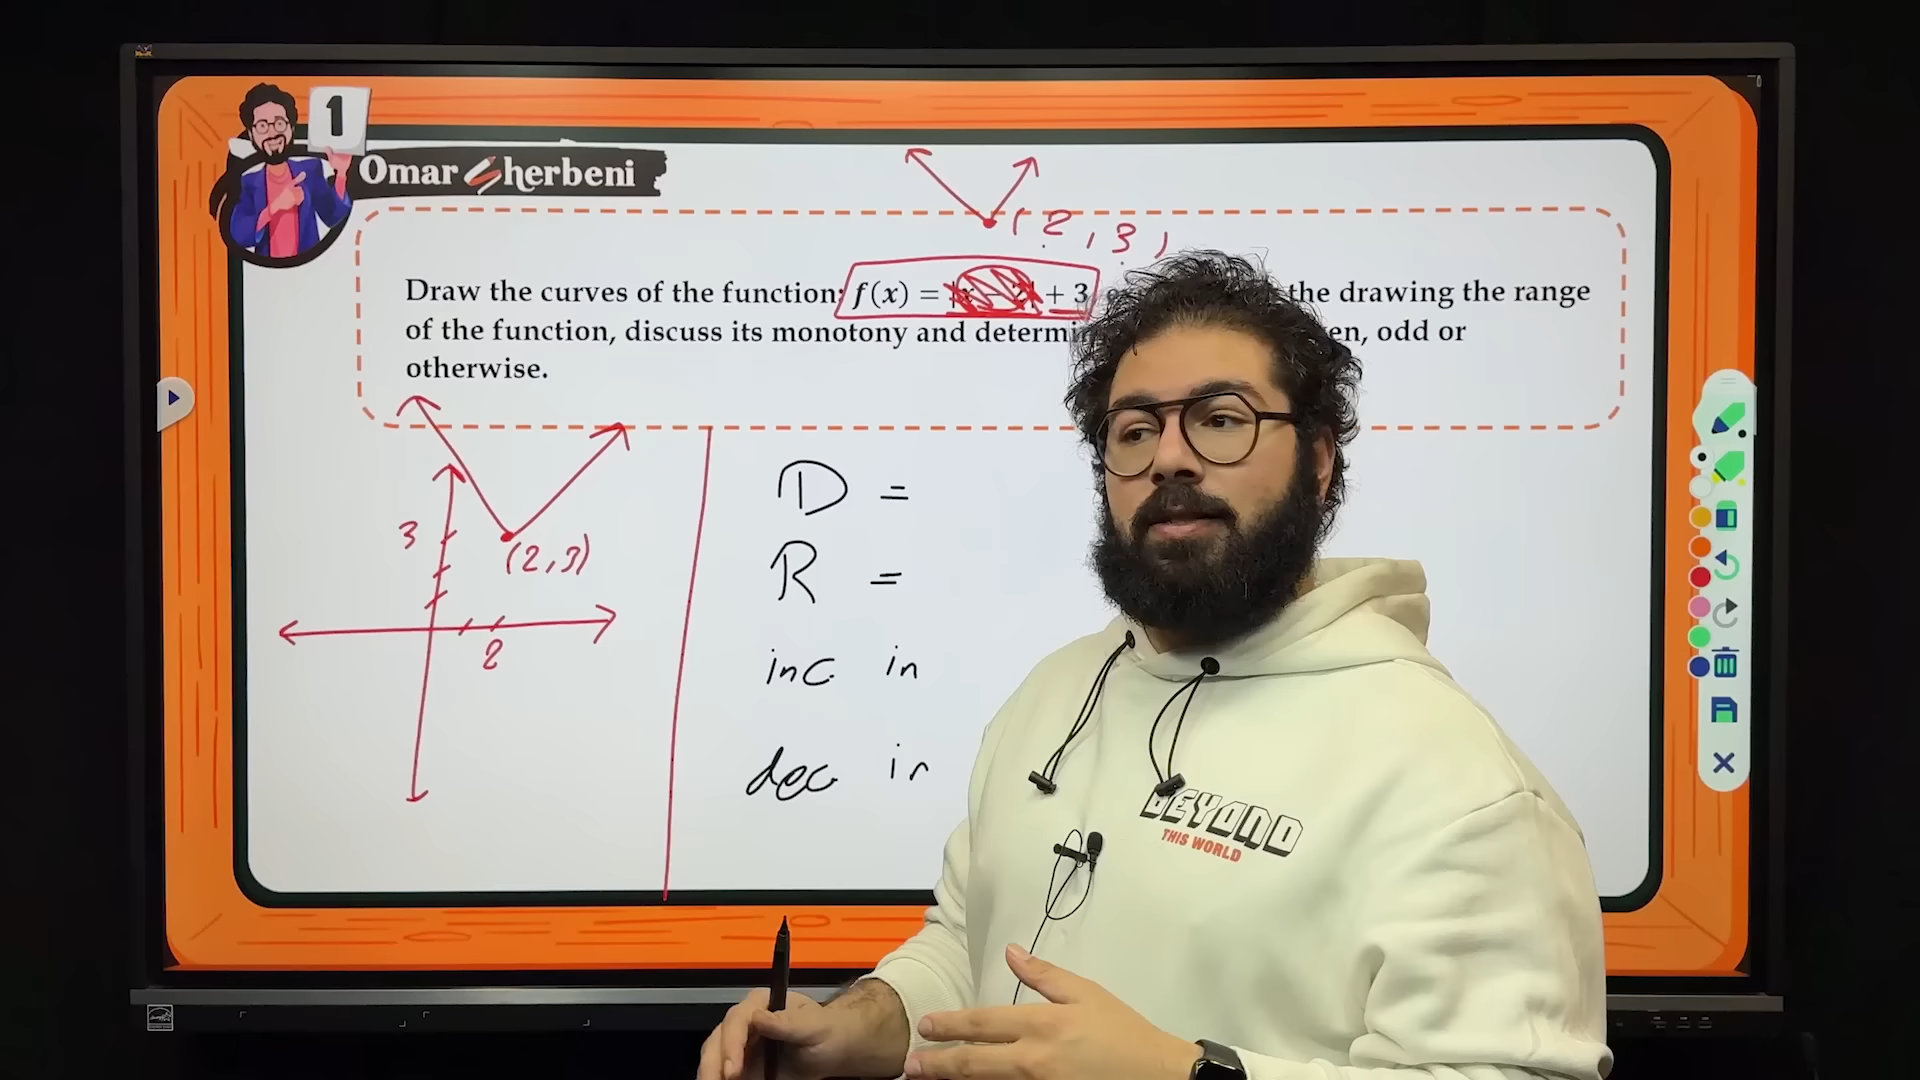 1
Omar Sherbeni
(2,3)
Draw the curves of the function: f(x) = |x - 2| + 3 the drawing the range
of the function, discuss its monotony and determi en, odd or
otherwise.
3
(2,3)
2
D =
R =
inc in
dec in
BEYOND
THIS WORLD